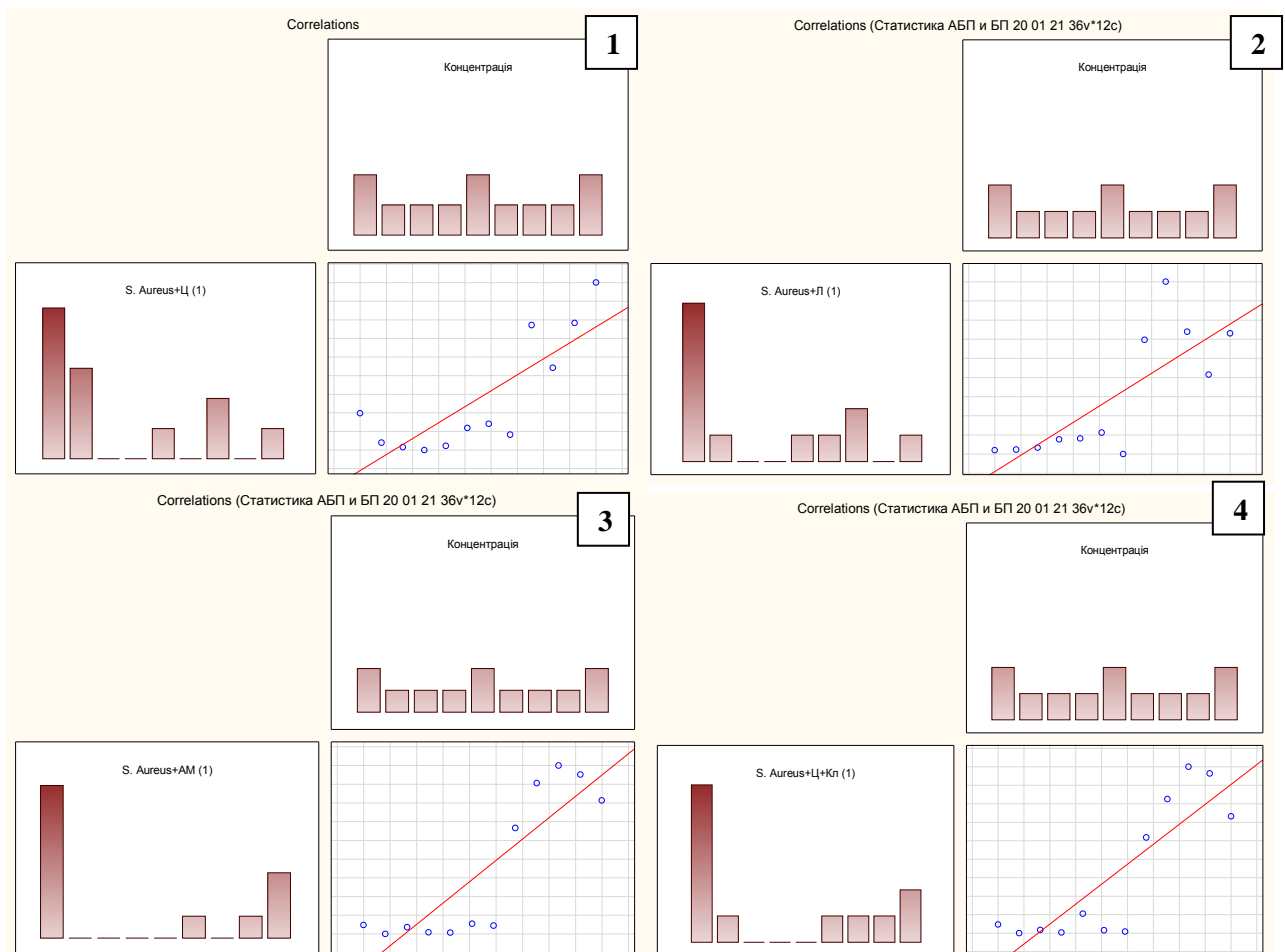 Correlations
1
Концентрація
S. Aureus+Ц (1)
Correlations (Статистика АБП и БП 20 01 21 36v*12c)
2
Концентрація
S. Aureus+Л (1)
Correlations (Статистика АБП и БП 20 01 21 36v*12c)
3
Концентрація
S. Aureus+АМ (1)
Correlations (Статистика АБП и БП 20 01 21 36v*12c)
4
Концентрація
S. Aureus+Ц+Кл (1)